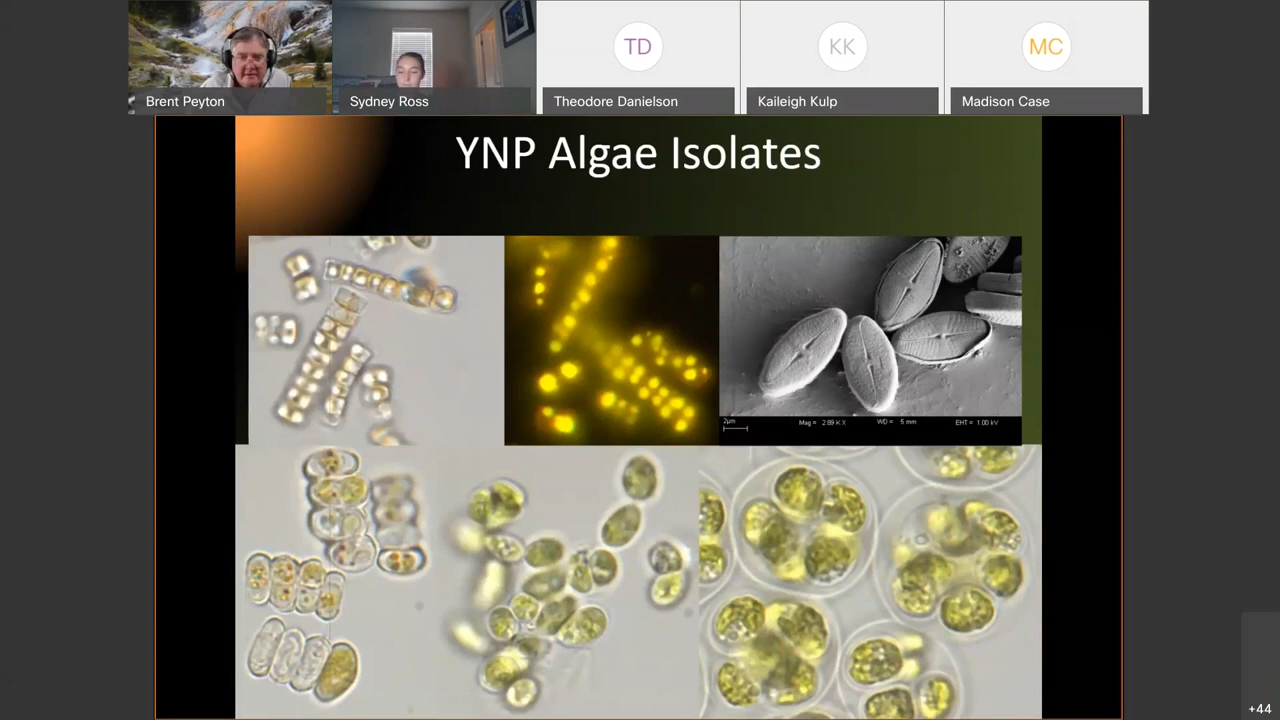 TD
KK
MC
Brent Peyton
Sydney Ross
Theodore Danielson
Kaileigh Kulp
Madison Case
YNP Algae Isolates
2µm
Mag = 2.89 K X
WD = 5 mm
EHT = 1.00 kV
+44